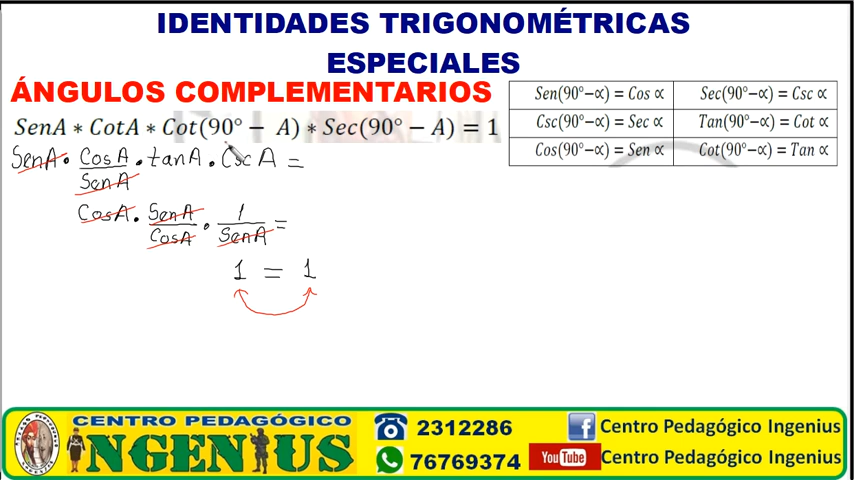 IDENTIDADES TRIGONOMÉTRICAS
ESPECIALES
ÁNGULOS COMPLEMENTARIOS
SenA * CotA * Cot(90° − A) * Sec(90° − A) = 1
Sen(90°−∝) = Cos ∝ Sec(90°−∝) = Csc ∝
Csc(90°−∝) = Sec ∝ Tan(90°−∝) = Cot ∝
Cos(90°−∝) = Sen ∝ Cot(90°−∝) = Tan ∝
SenA · CosA/SenA · tanA · CscA =
CosA · SenA/CosA · 1/SenA =
1 = 1
CENTRO PEDAGÓGICO
INGENIUS
2312286
76769374
Centro Pedagógico Ingenius
YouTube Centro Pedagógico Ingenius